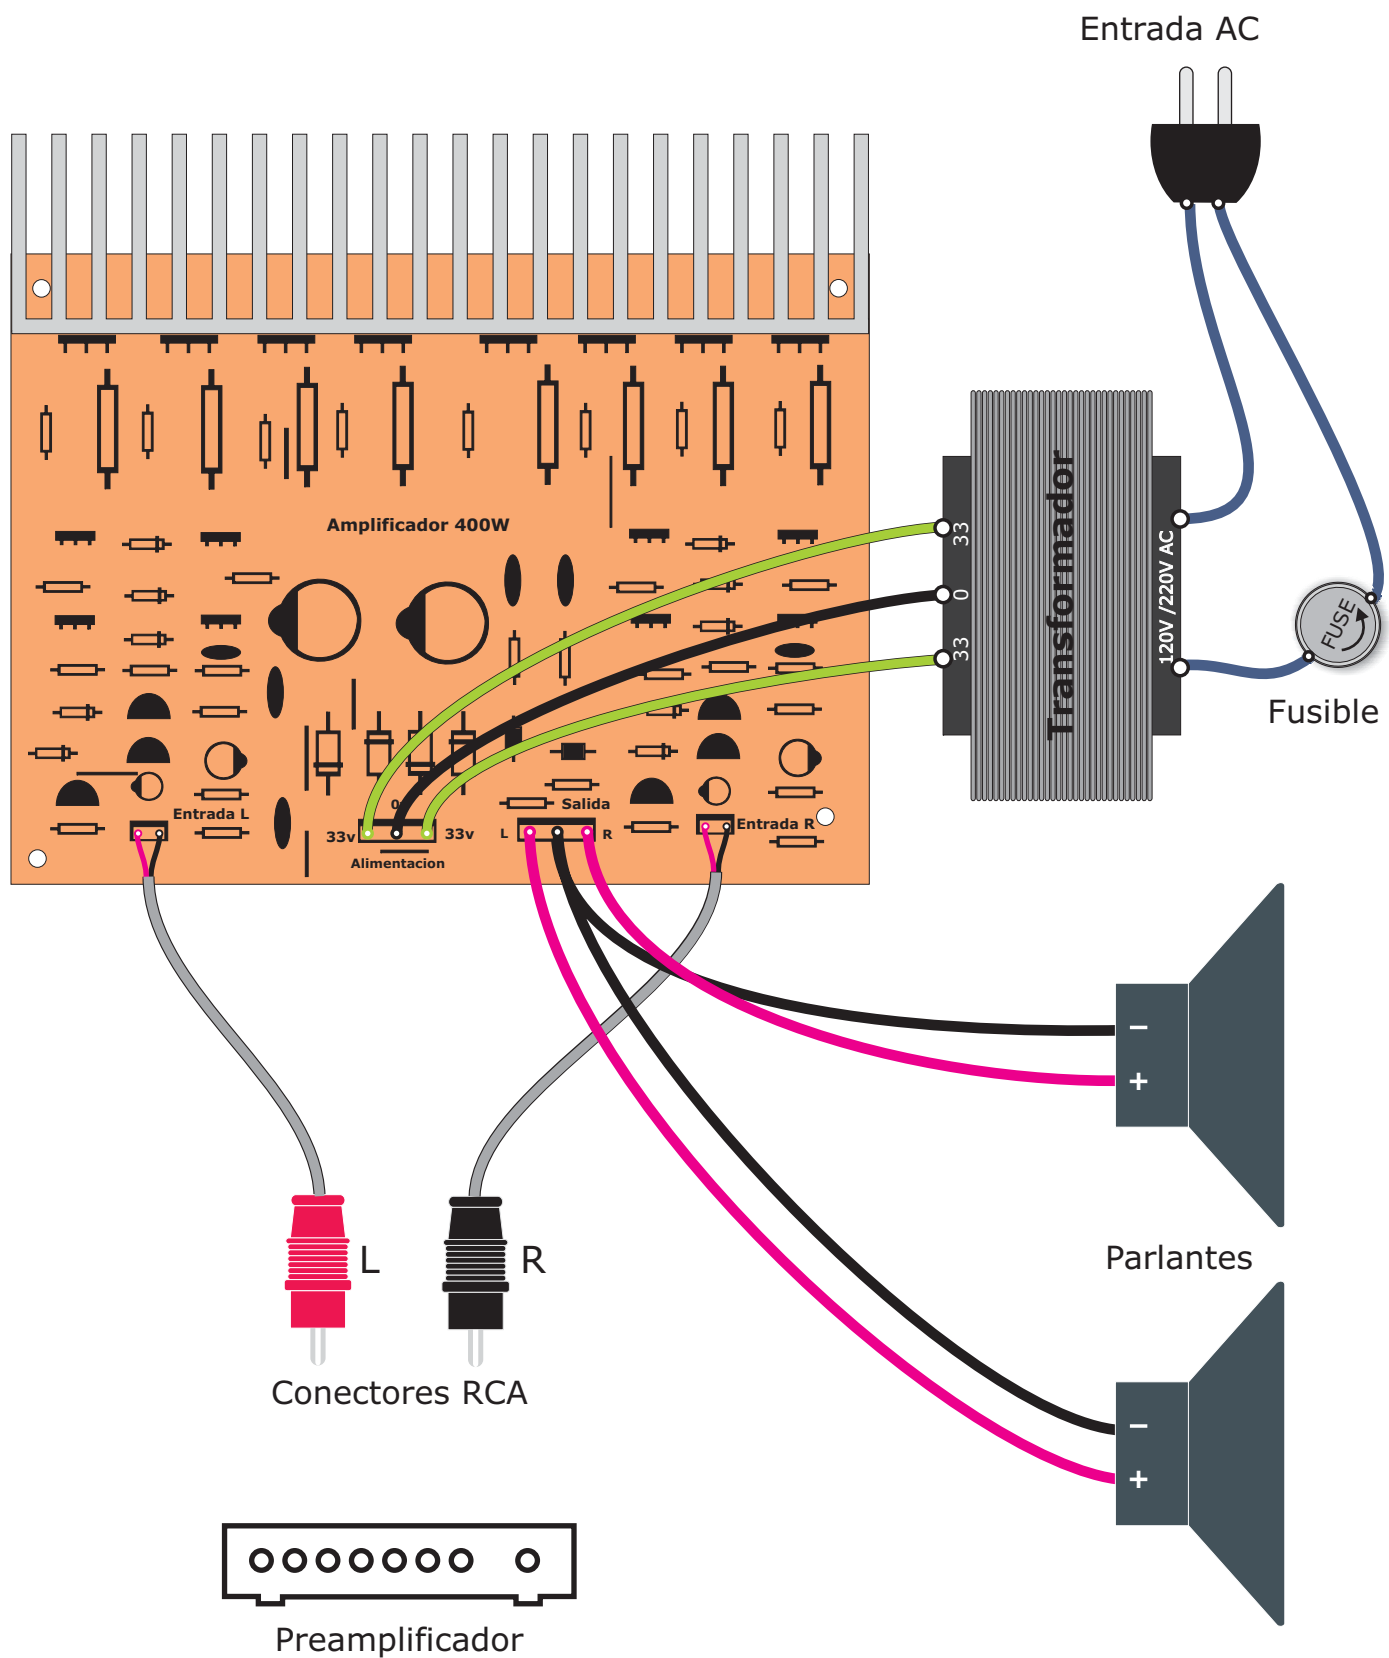 Entrada AC
Amplificador 400W
33
0
33
Transformador
120V /220V AC
FUSE
Fusible
Entrada L
33v
0
33v
Alimentacion
Salida
L
R
Entrada R
L
R
Conectores RCA
−
+
Parlantes
−
+
Preamplificador